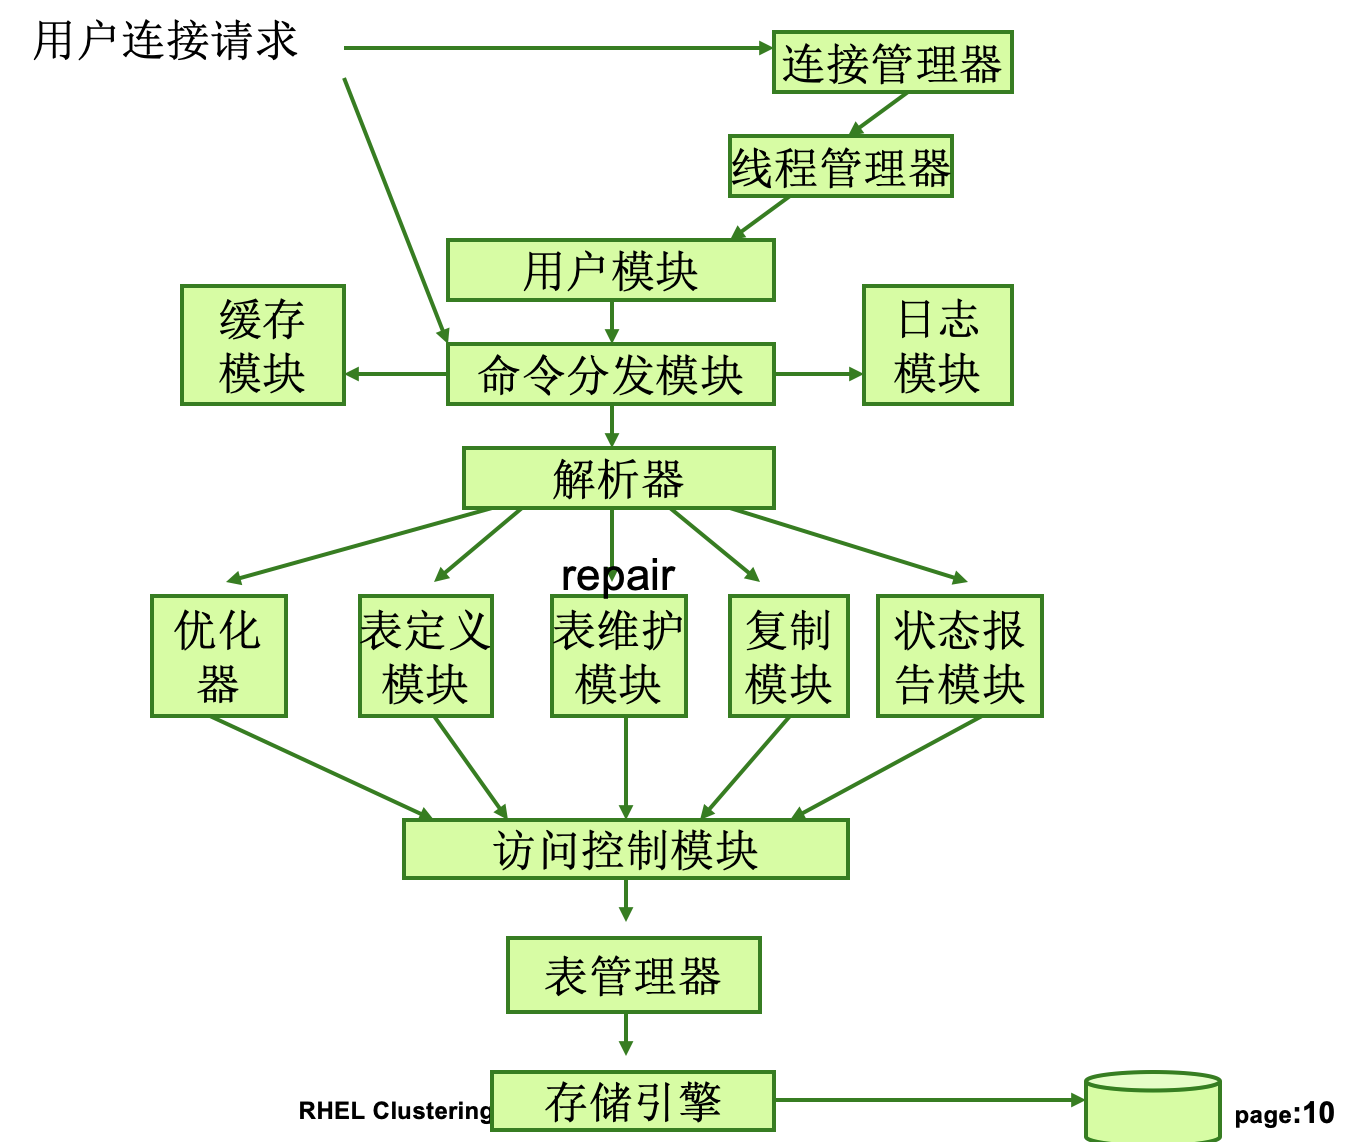 用户连接请求
连接管理器
线程管理器
用户模块
缓存
模块
命令分发模块
日志
模块
解析器
repair
优化
器
表定义
模块
表维护
模块
复制
模块
状态报
告模块
访问控制模块
表管理器
RHEL Clustering
存储引擎
page:10